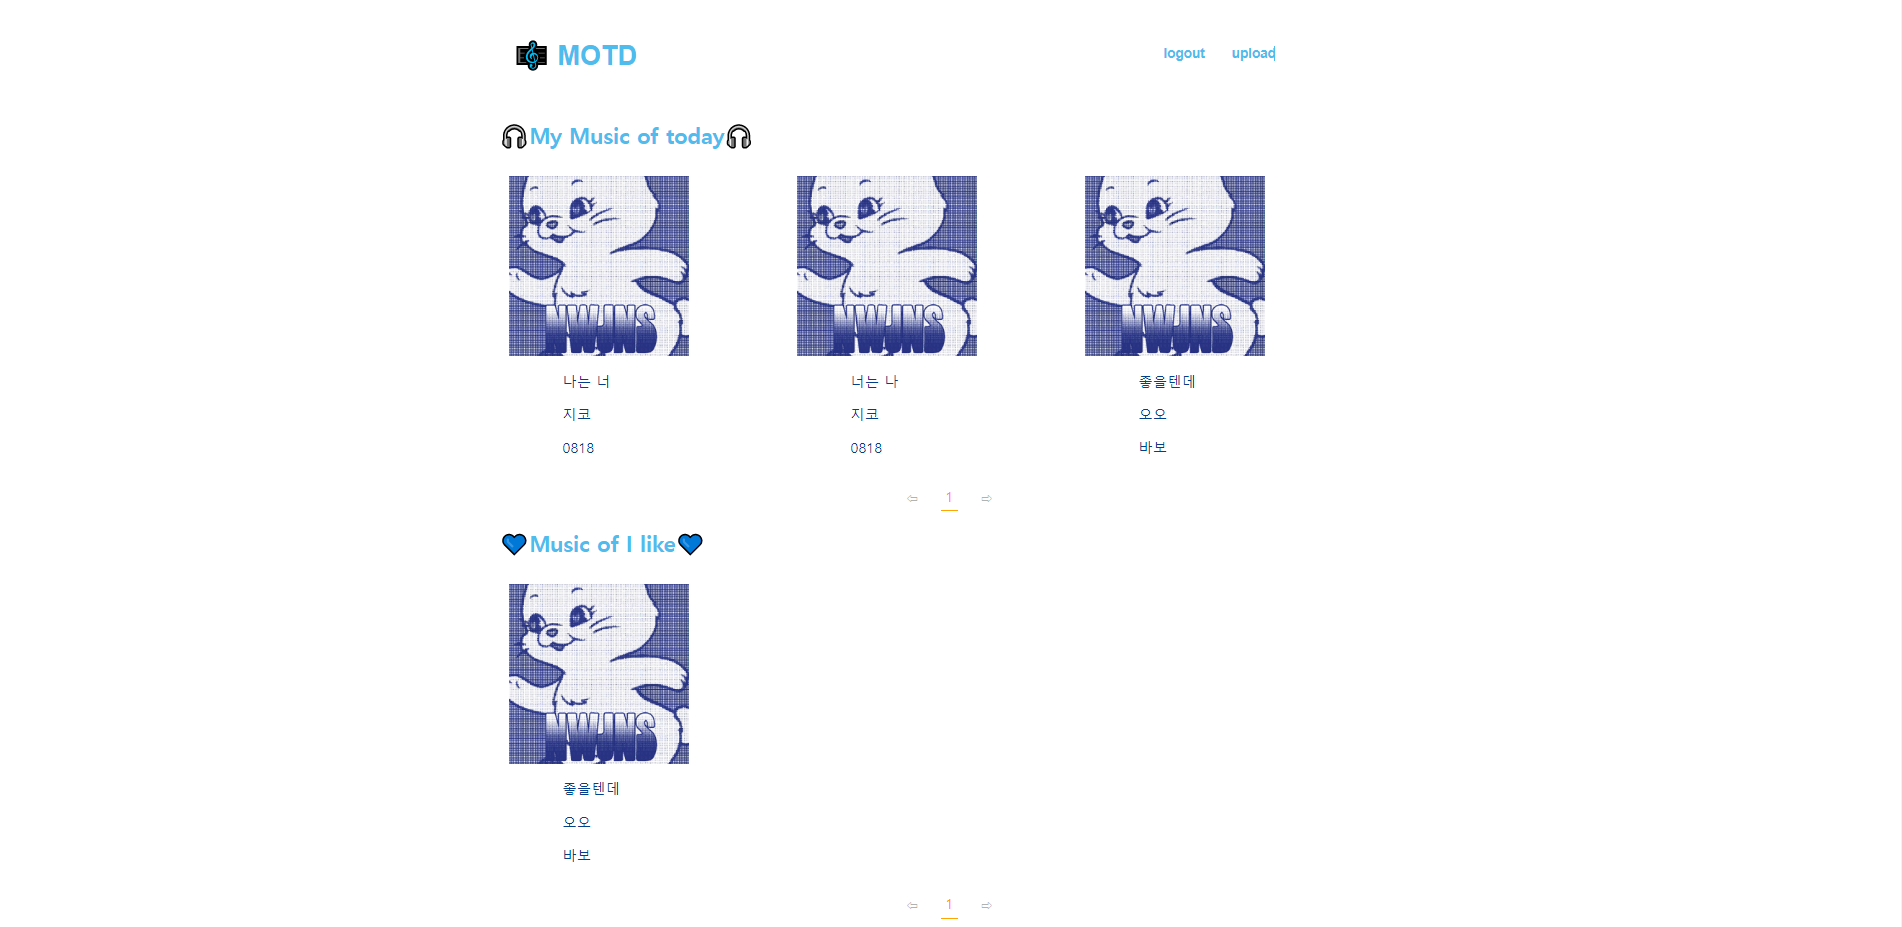 MOTD
logout upload
My Music of today
NWJNS NWJNS NWJNS
나는 너 너는 나 좋을텐데
지코 지코 오오
0818 0818 바보
⇦ 1 ⇨
Music of I like
NWJNS
좋을텐데
오오
바보
⇦ 1 ⇨